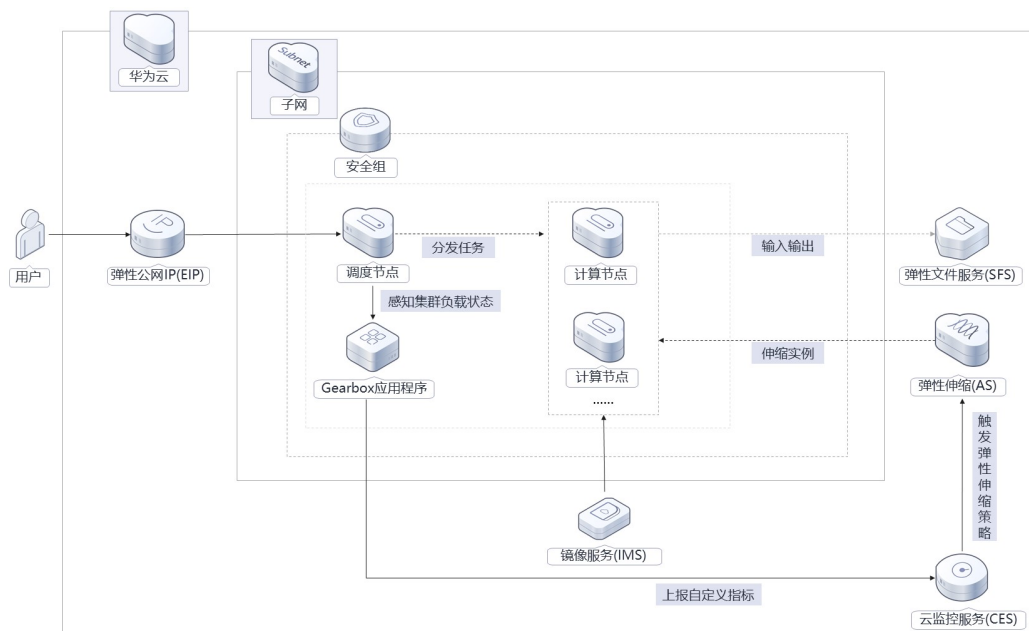 华为云
Subnet
子网
安全组
IP
用户
弹性公网IP(EIP)
调度节点
分发任务
计算节点
输入输出
弹性文件服务(SFS)
感知集群负载状态
Gearbox应用程序
计算节点
......
伸缩实例
弹性伸缩(AS)
触发弹性伸缩策略
镜像服务(IMS)
上报自定义指标
云监控服务(CES)